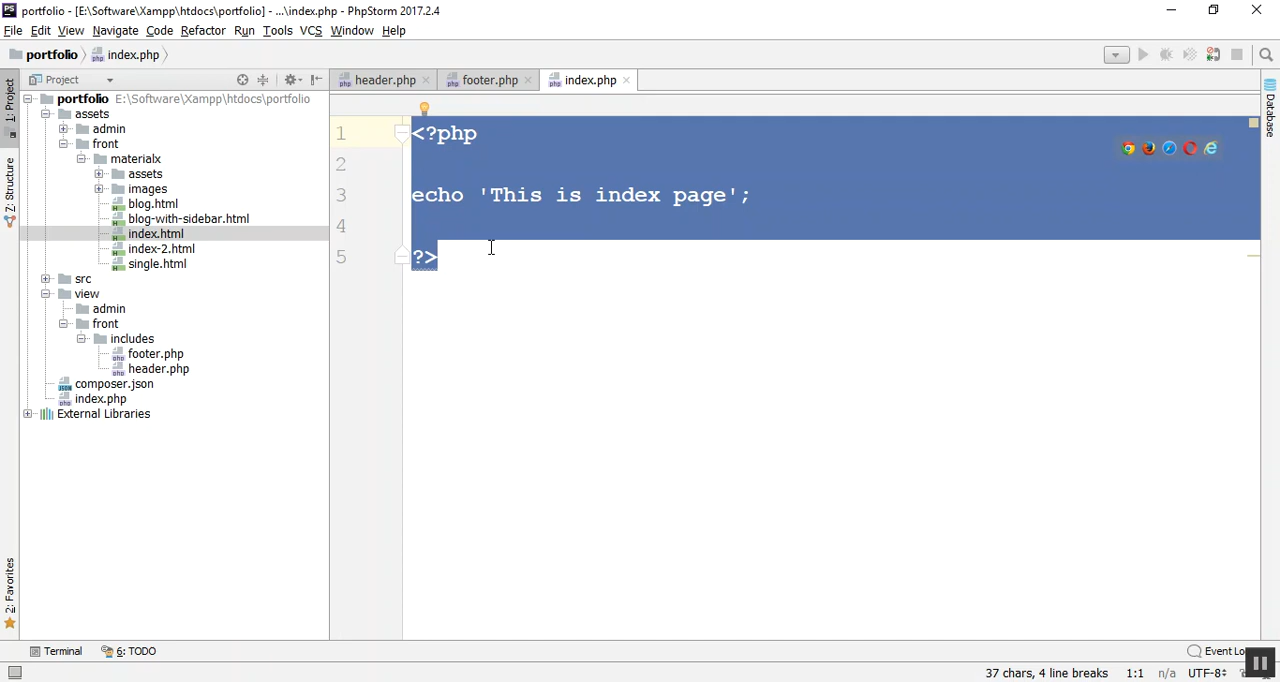 PS portfolio - [E:\Software\Xampp\htdocs\portfolio] - ...\index.php - PhpStorm 2017.2.4
File Edit View Navigate Code Refactor Run Tools VCS Window Help
portfolio index.php
Project header.php footer.php index.php
1: Project
7: Structure
2: Favorites
Database
portfolio E:\Software\Xampp\htdocs\portfolio
assets
admin
front
materialx
assets
images
blog.html
blog-with-sidebar.html
index.html
index-2.html
single.html
src
view
admin
front
includes
footer.php
header.php
composer.json
index.php
External Libraries
1 <?php
2
3 echo 'This is index page';
4
5 ?>
Terminal 6: TODO Event Lo
37 chars, 4 line breaks 1:1 n/a UTF-8